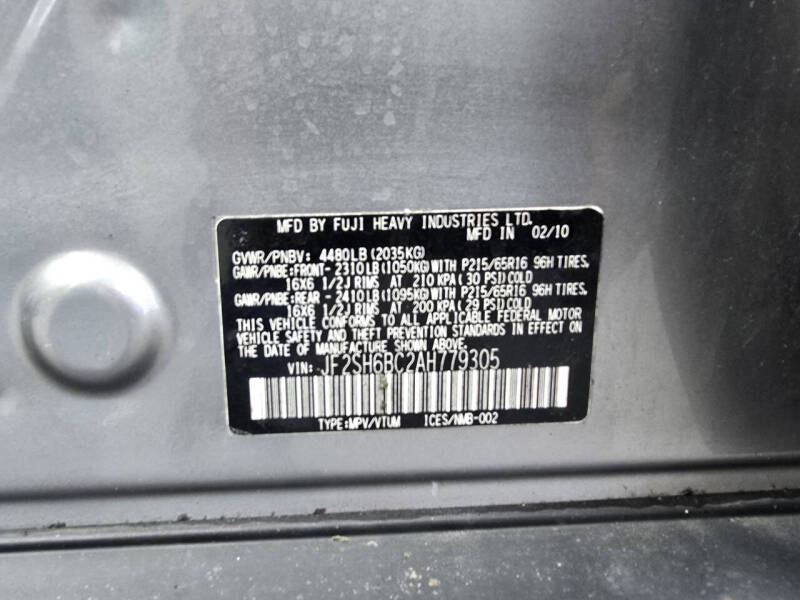 MFD BY FUJI HEAVY INDUSTRIES LTD.
MFD IN 02/10
GVWR/PNBV: 4480LB(2035KG)
GAWR/PNBE:FRONT-2310LB(1050KG)WITH P215/65R16 96H TIRES.
16X6 1/2J RIMS AT 210KPA(30 PSI)COLD
GAWR/PNBE:REAR -2410LB(1095KG)WITH P215/65R16 96H TIRES.
16X6 1/2J RIMS AT 200KPA(29 PSI)COLD
THIS VEHICLE CONFORMS TO ALL APPLICABLE FEDERAL MOTOR
VEHICLE SAFETY AND THEFT PREVENTION STANDARDS IN EFFECT
ON THE DATE OF MANUFACTURE SHOWN ABOVE.
VIN: JF2SH6BC2AH779305
TYPE:MPV/VTUM ICES/NMB-002